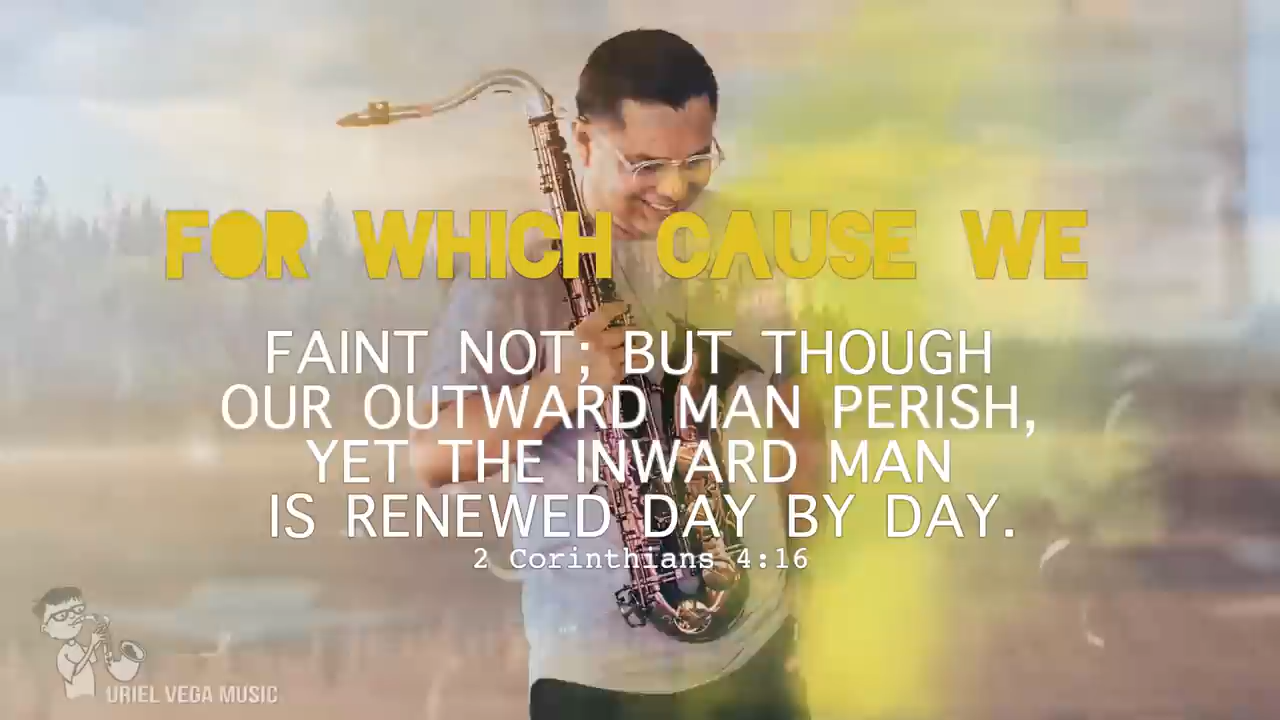 FOR WHICH CAUSE WE
FAINT NOT; BUT THOUGH
OUR OUTWARD MAN PERISH,
YET THE INWARD MAN
IS RENEWED DAY BY DAY.
2 Corinthians 4:16
URIEL VEGA MUSIC